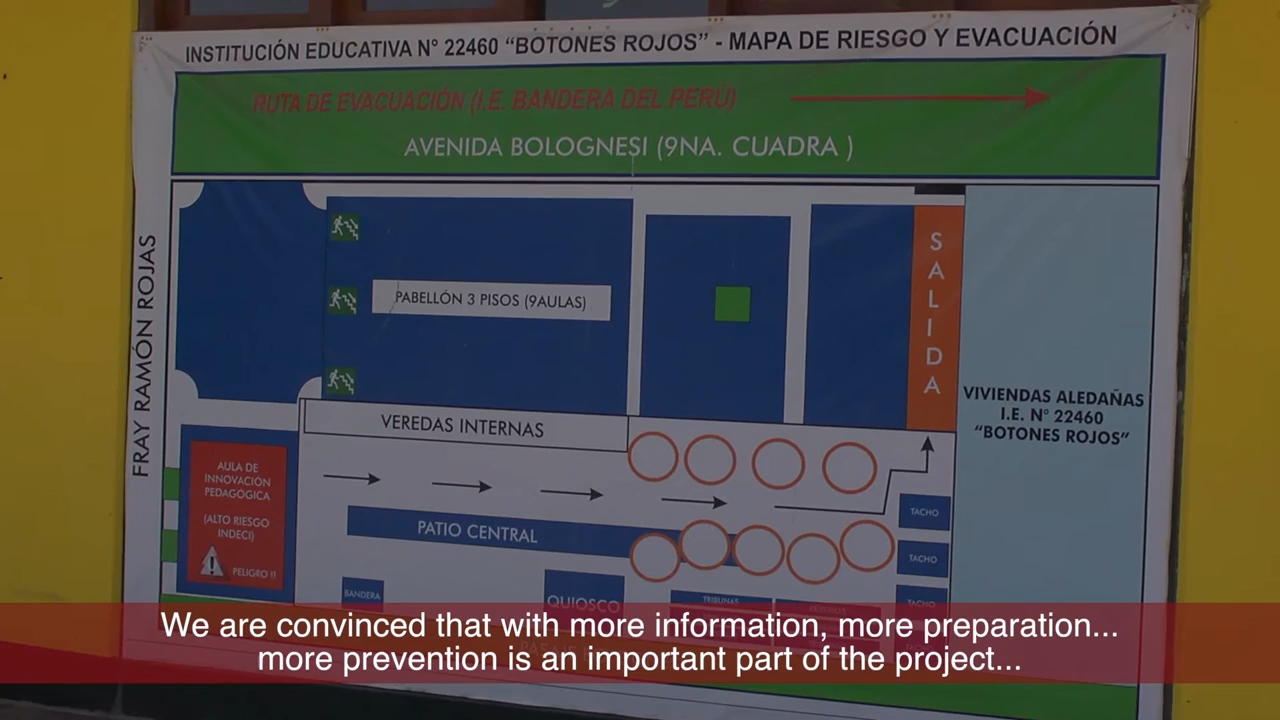 INSTITUCIÓN EDUCATIVA N° 22460 “BOTONES ROJOS” - MAPA DE RIESGO Y EVACUACIÓN
RUTA DE EVACUACIÓN (I.E. BANDERA DEL PERÚ)
AVENIDA BOLOGNESI (9NA. CUADRA )
FRAY RAMÓN ROJAS
PABELLÓN 3 PISOS (9AULAS)
SALIDA
VIVIENDAS ALEDAÑAS
I.E. N° 22460
“BOTONES ROJOS”
VEREDAS INTERNAS
AULA DE
INNOVACIÓN
PEDAGÓGICA
(ALTO RIESGO
INDECI)
PELIGRO !!
PATIO CENTRAL
TACHO
TACHO
TACHO
BANDERA
QUIOSCO
TRIBUNAS
We are convinced that with more information, more preparation...
more prevention is an important part of the project...